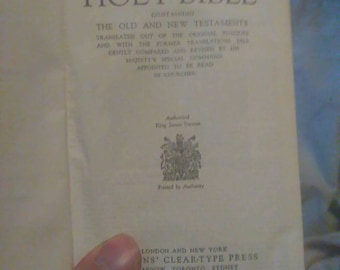 HOLY BIBLE
CONTAINING
THE OLD AND NEW TESTAMENTS
TRANSLATED OUT OF THE ORIGINAL TONGUES
AND WITH THE FORMER TRANSLATIONS DILI-
GENTLY COMPARED AND REVISED BY HIS
MAJESTY'S SPECIAL COMMAND
APPOINTED TO BE READ
IN CHURCHES
Authorized
King James Version
Printed by Authority
LONDON AND NEW YORK
NS' CLEAR-TYPE PRESS
TORONTO, SYDNEY